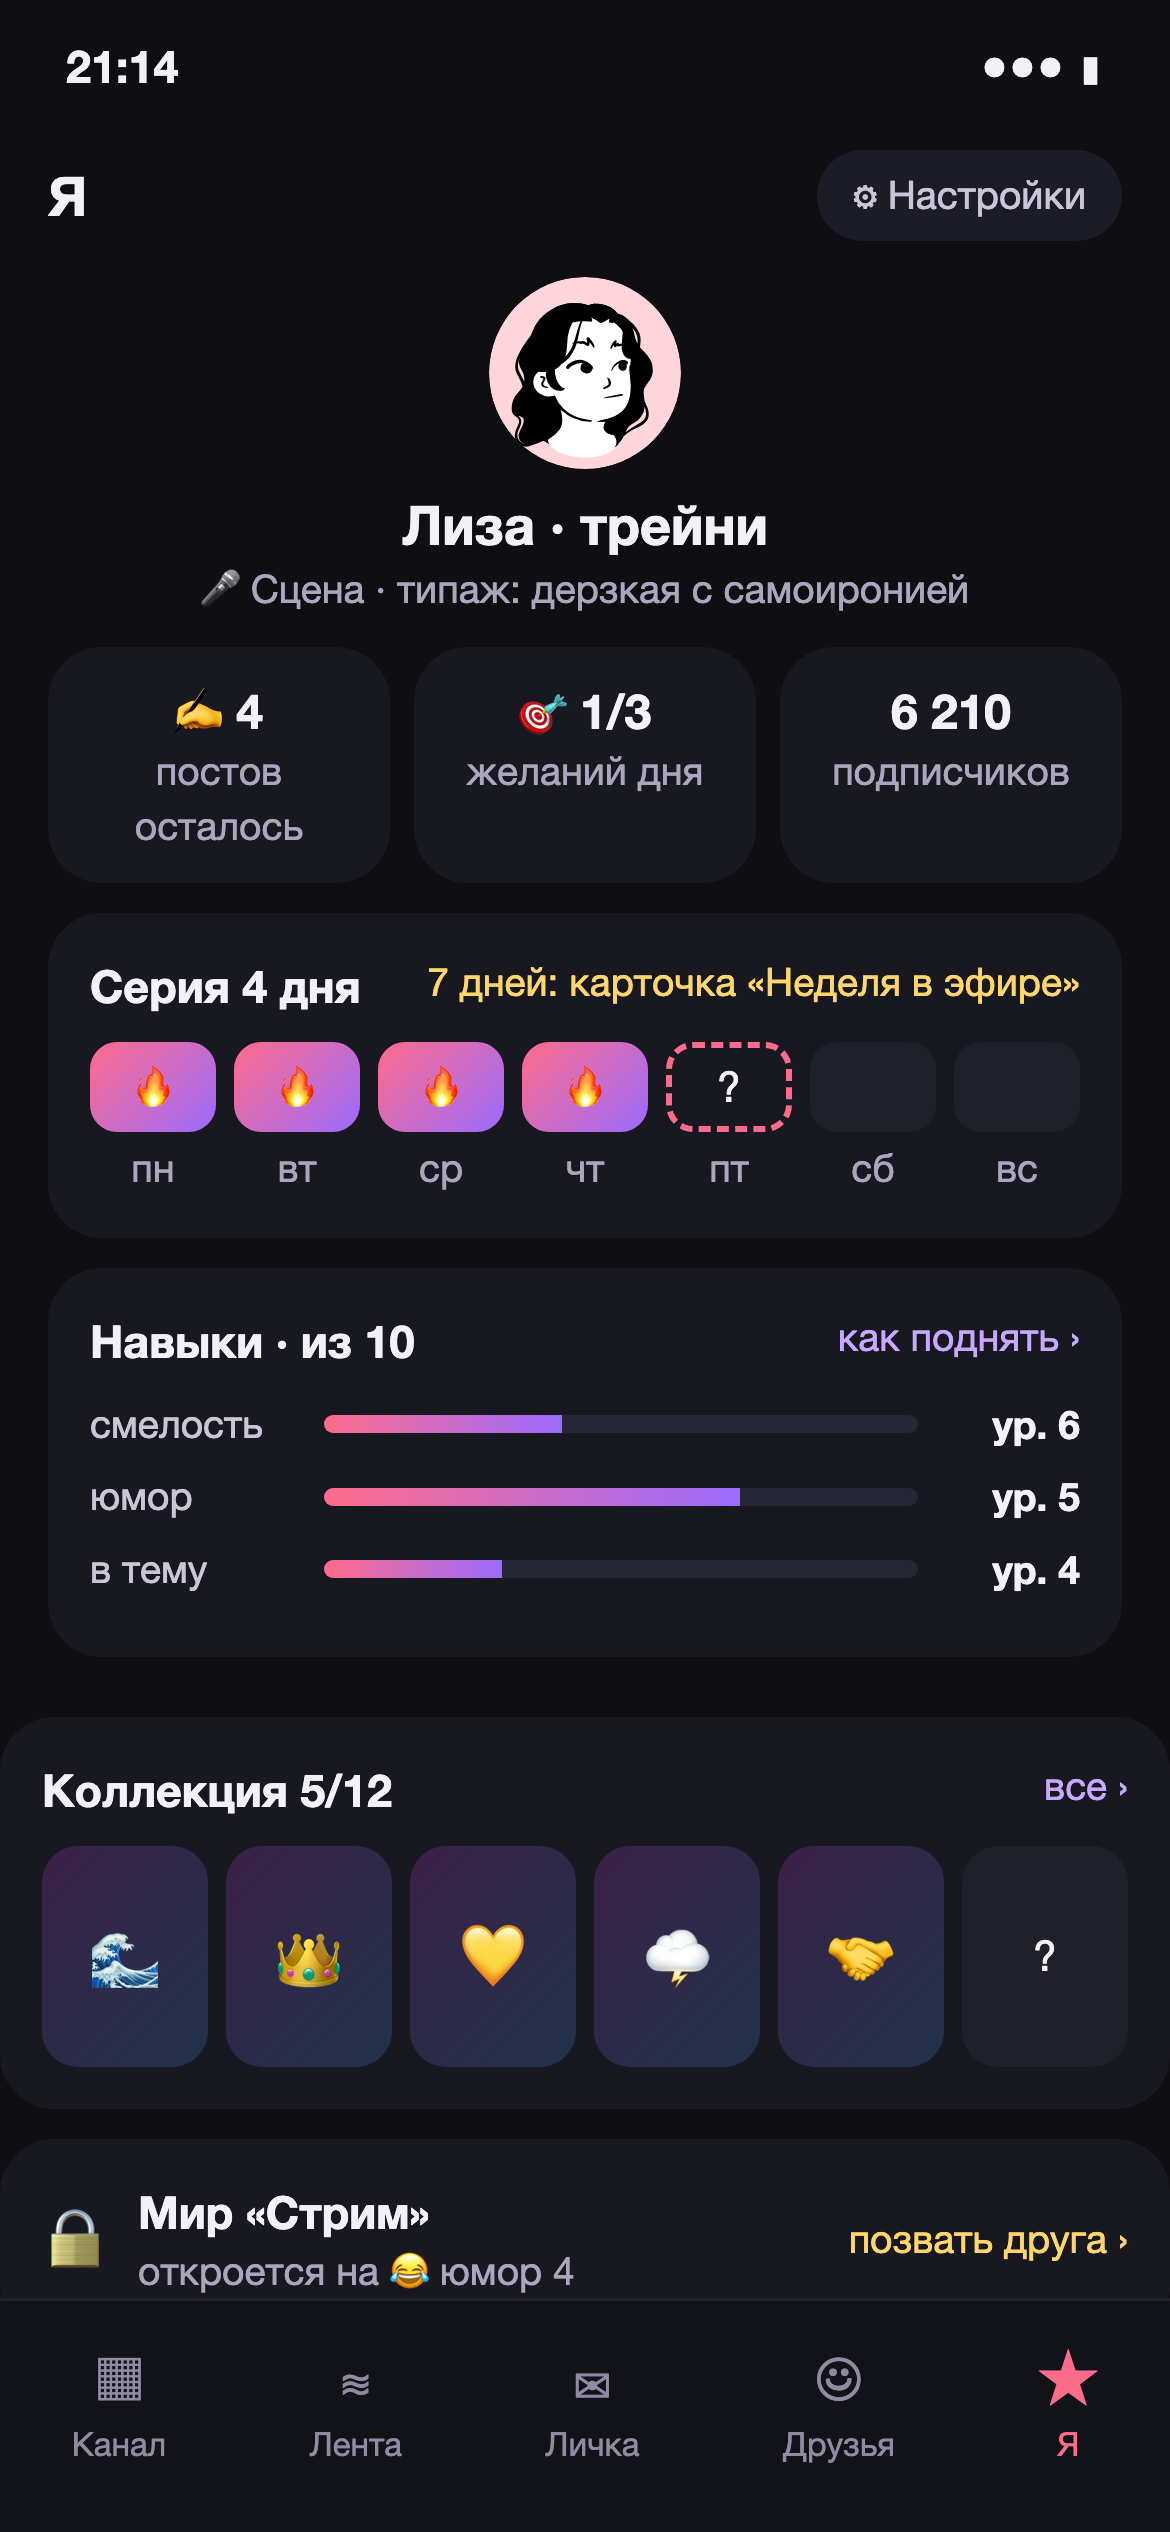 21:14
Я
⚙ Настройки
Лиза · трейни
🎤 Сцена · типаж: дерзкая с самоиронией
✍️ 4
постов
осталось
🎯 1/3
желаний дня
6 210
подписчиков
Серия 4 дня
7 дней: карточка «Неделя в эфире»
?
пн вт ср чт пт сб вс
Навыки · из 10
как поднять ›
смелость ур. 6
юмор ур. 5
в тему ур. 4
Коллекция 5/12
все ›
?
Мир «Стрим»
откроется на 😂 юмор 4
позвать друга ›
Канал Лента Личка Друзья Я